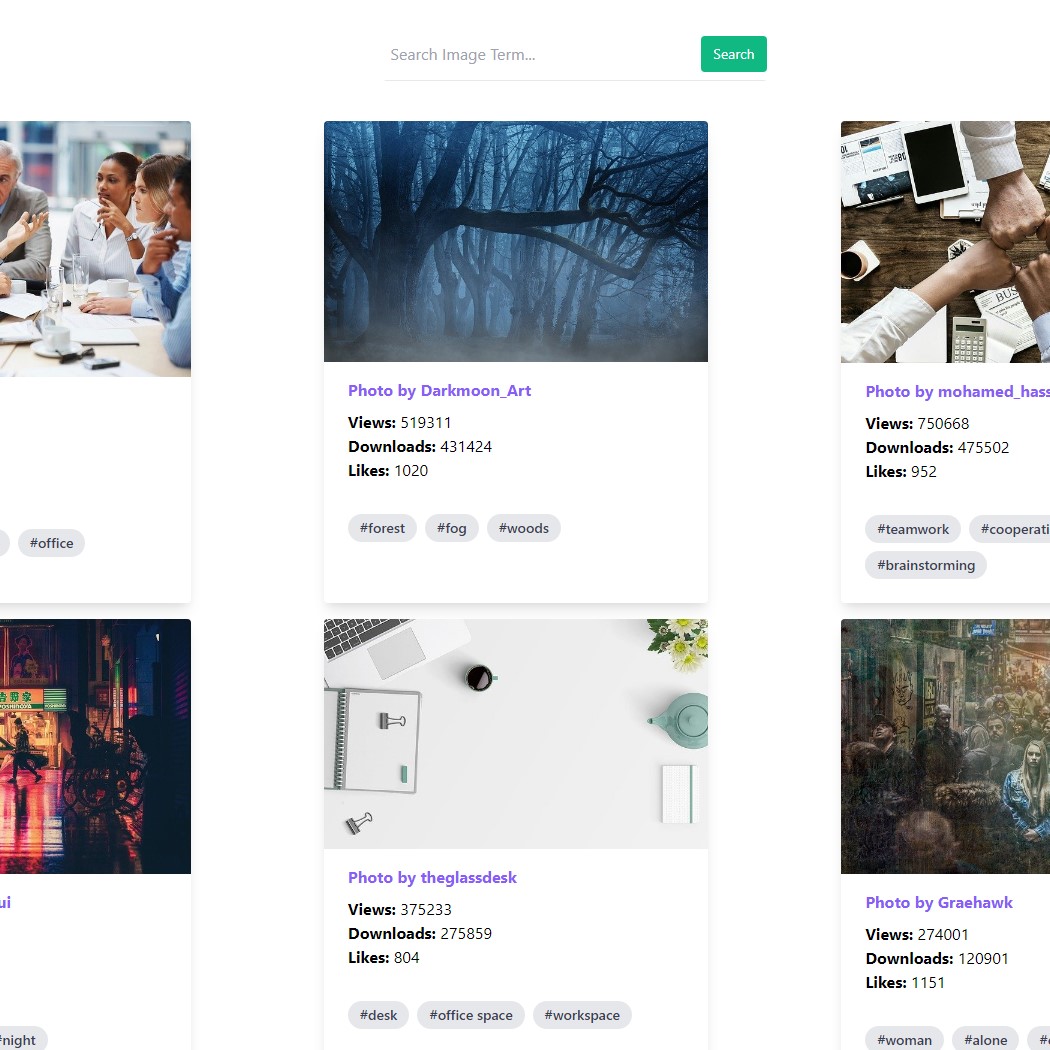 Search Image Term...
Search
#office
Photo by Darkmoon_Art
Views: 519311
Downloads: 431424
Likes: 1020
#forest #fog #woods
BUS
Photo by mohamed_hass
Views: 750668
Downloads: 475502
Likes: 952
#teamwork #cooperati
#brainstorming
YOSHINOYA
ui
#night
Photo by theglassdesk
Views: 375233
Downloads: 275859
Likes: 804
#desk #office space #workspace
Photo by Graehawk
Views: 274001
Downloads: 120901
Likes: 1151
#woman #alone